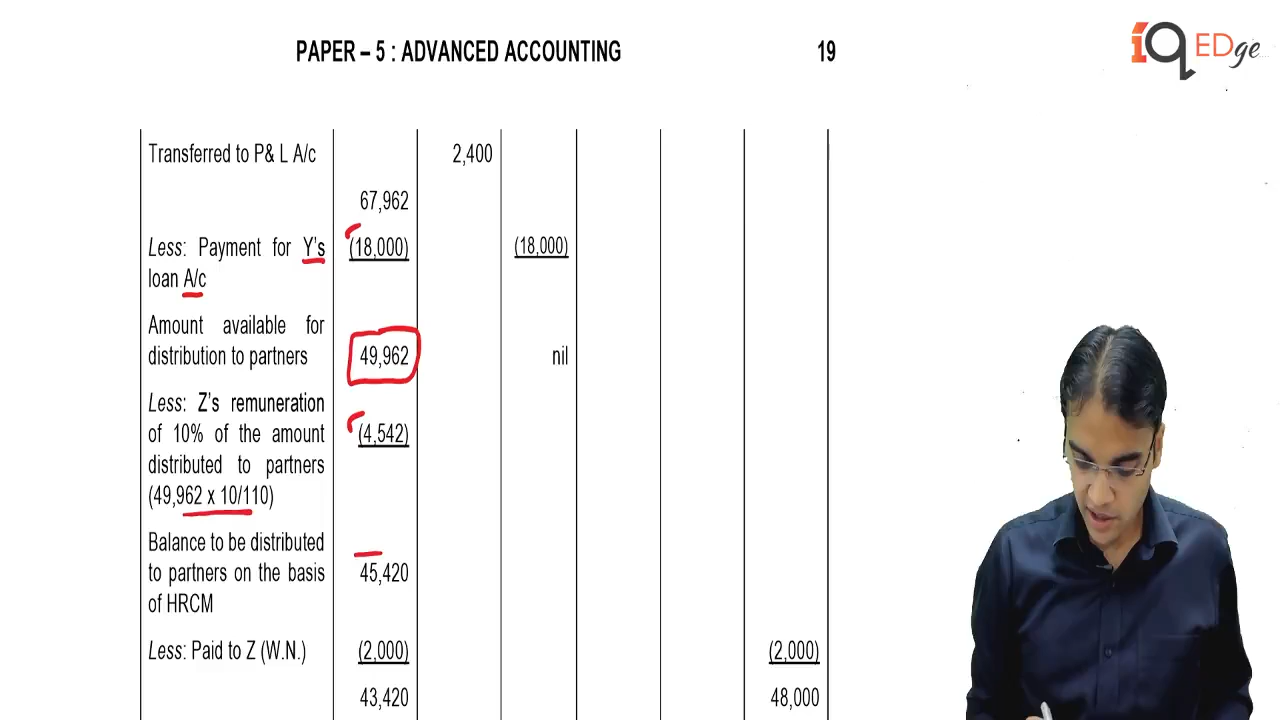 PAPER – 5 : ADVANCED ACCOUNTING 19
iQ EDge
Transferred to P& L A/c 2,400
67,962
Less: Payment for Y's (18,000) (18,000)
loan A/c
Amount available for
distribution to partners 49,962 nil
Less: Z's remuneration
of 10% of the amount (4,542)
distributed to partners
(49,962 x 10/110)
Balance to be distributed
to partners on the basis 45,420
of HRCM
Less: Paid to Z (W.N.) (2,000) (2,000)
43,420 48,000